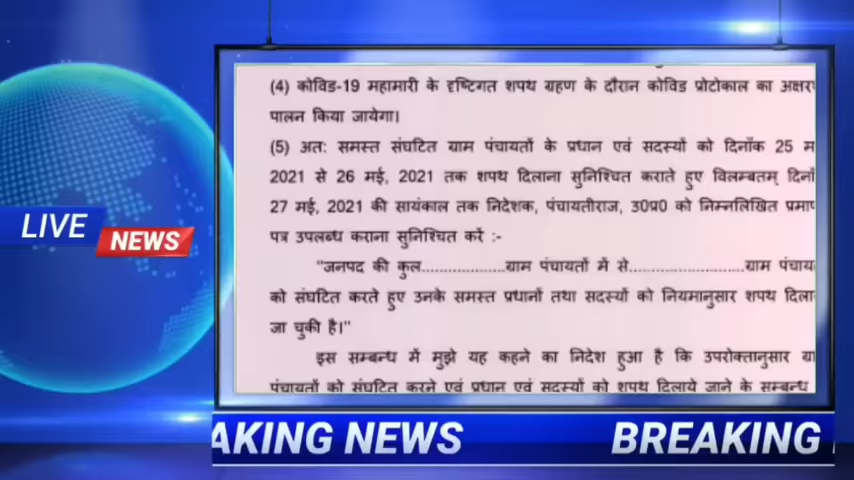 (4) कोविड-19 महामारी के दृष्टिगत शपथ ग्रहण के दौरान कोविड प्रोटोकाल का
पालन किया जायेगा।
(5) अतः समस्त संघटित ग्राम पंचायतों के प्रधान एवं सदस्यों को दिनॉक 25
2021 से 26 मई, 2021 तक शपथ दिलाना सुनिश्चित कराते हुए विलम्बतम्
27 मई, 2021 की सायंकाल तक निदेशक, पंचायतीराज, उ0प्र0 को निम्नलिखित
पत्र उपलब्ध कराना सुनिश्चित करें :-
"जनपद की कुल....................ग्राम पंचायतों में से...........................ग्राम
को संघटित करते हुए उनके समस्त प्रधानों तथा सदस्यों को नियमानुसार शपथ दिला
जा चुकी है।"
इस सम्बन्ध में मुझे यह कहने का निदेश हुआ है कि उपरोक्तानुसार
पंचायतों को संघटित करने एवं प्रधान एवं सदस्यों को शपथ दिलाये जाने के सम्बन्ध
LIVE
NEWS
AKING NEWS BREAKING